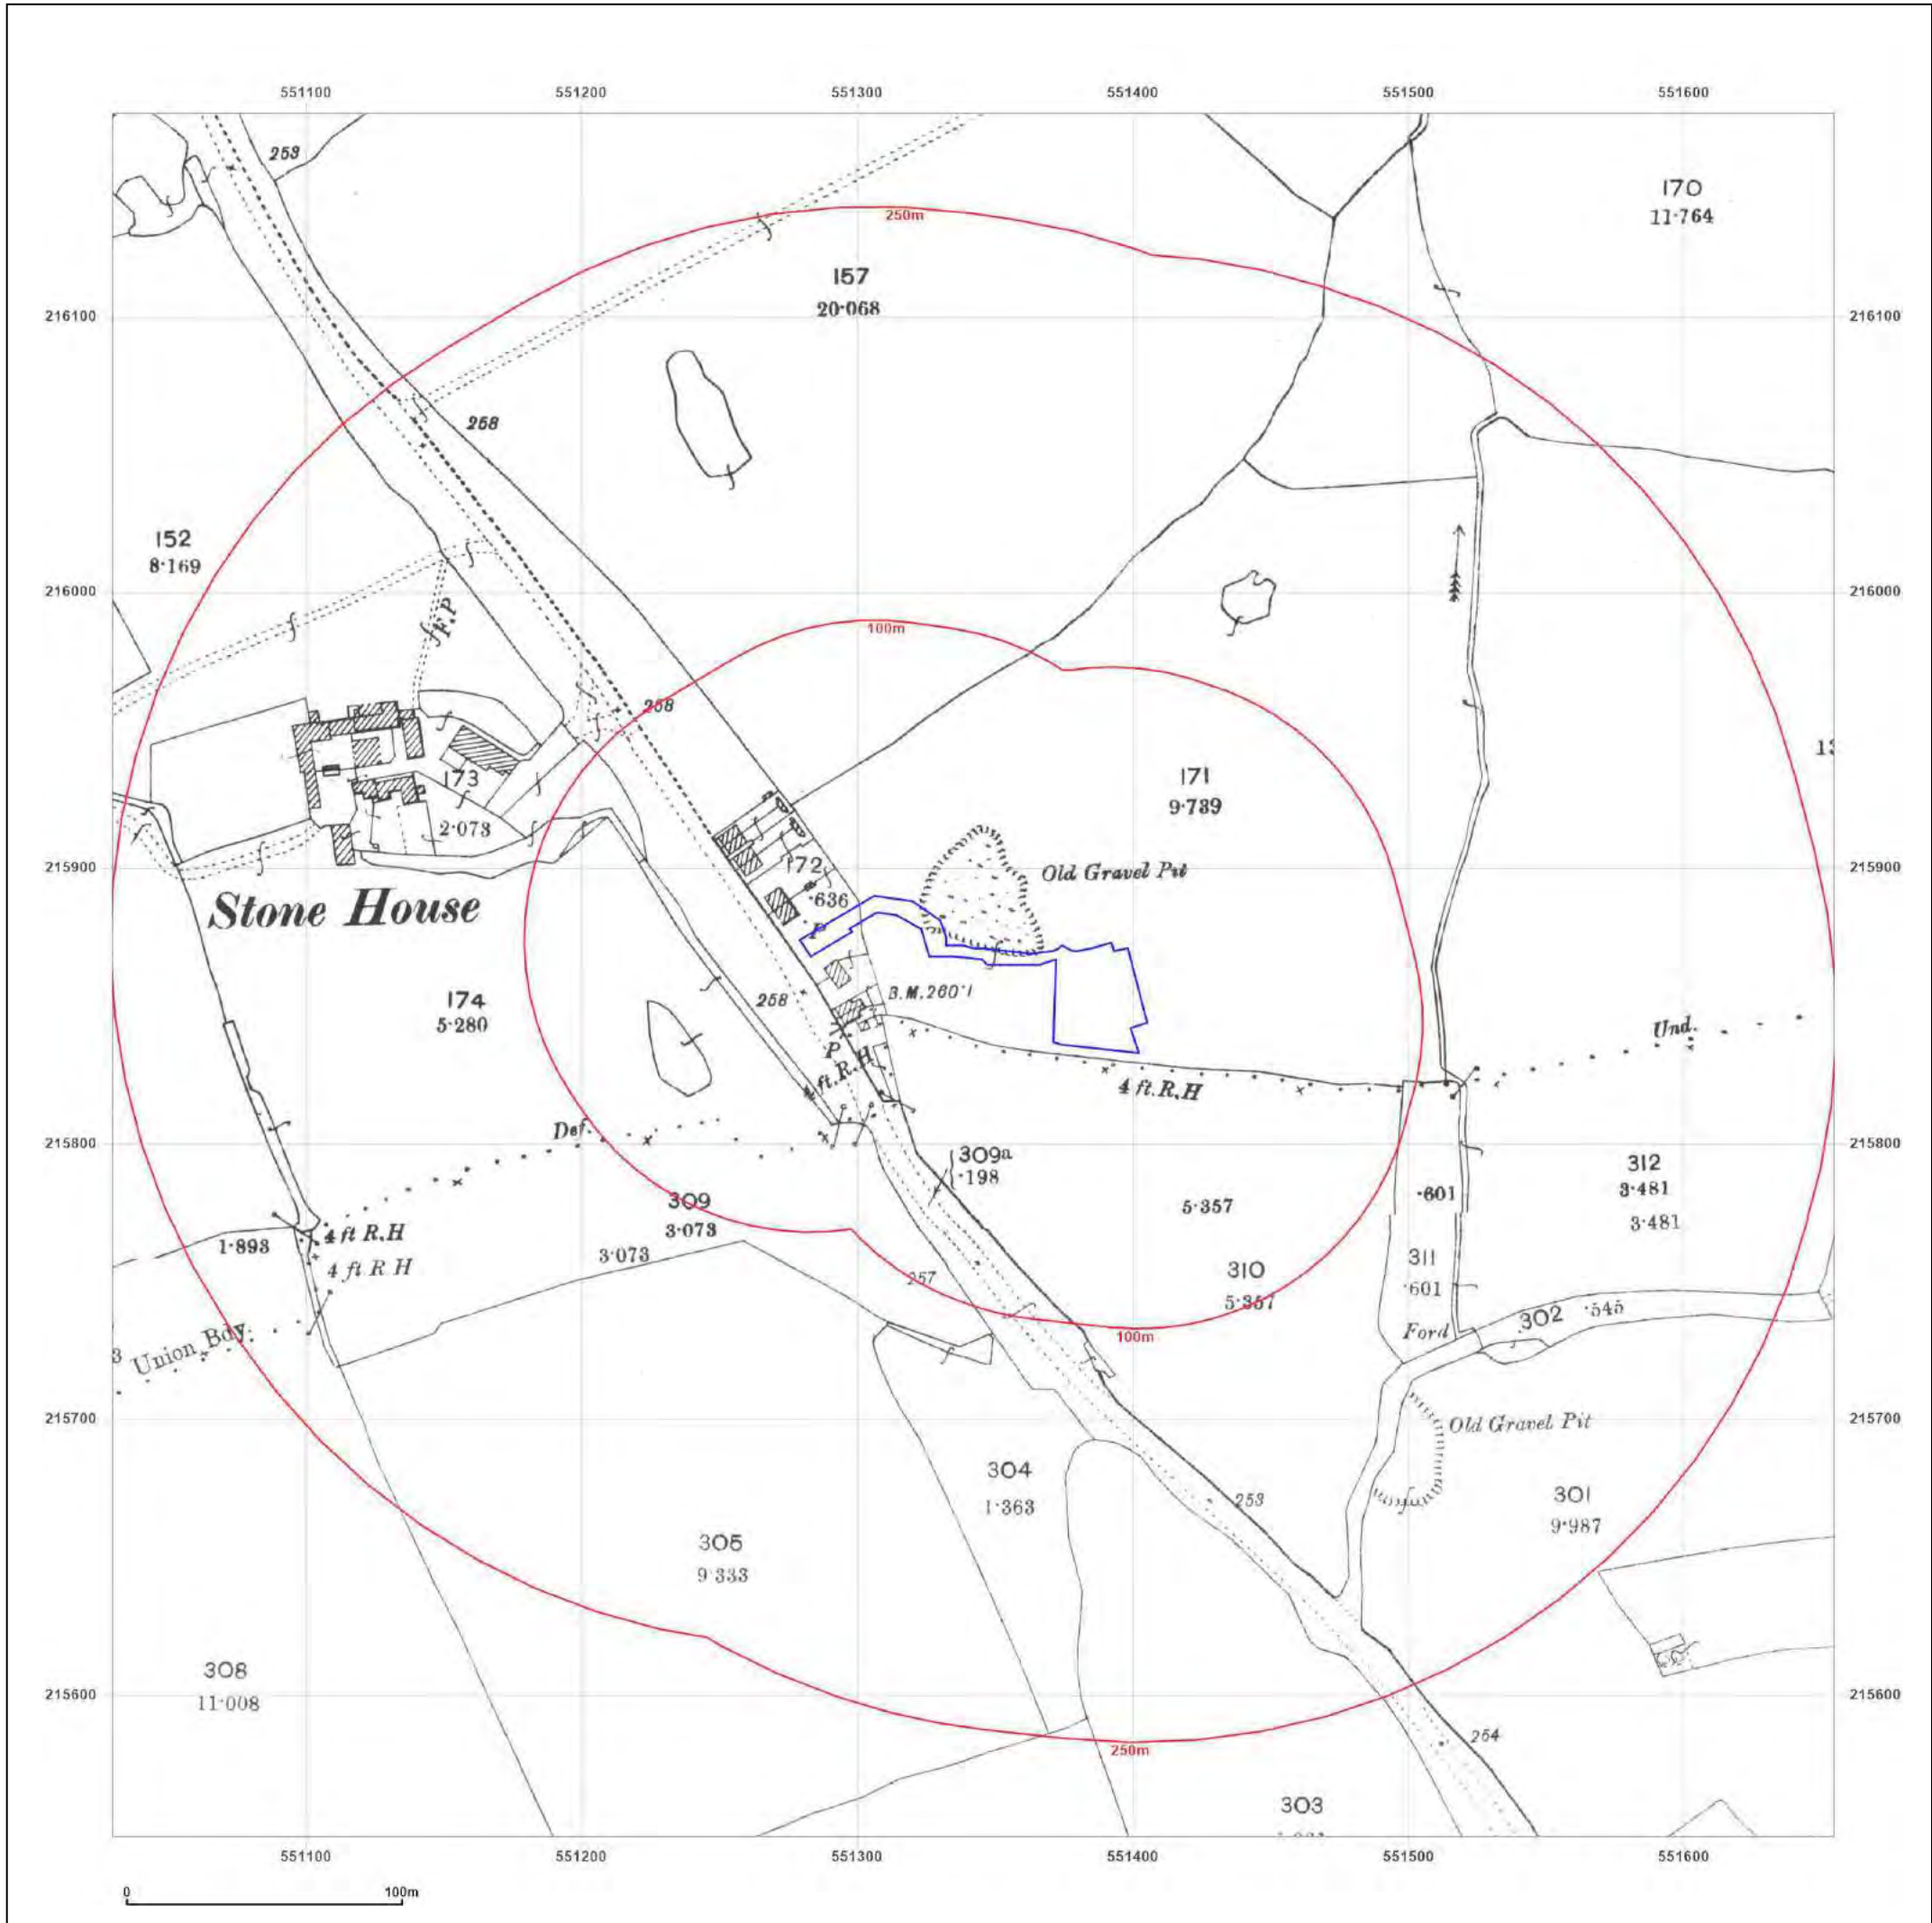 551100 551200 551300 551400 551500 551600
253
170
11·764
250m
157
20·068
216100 216100
258
152
8·169
216000 216000
F.P
100m
258
171
9·739
173
2·073
172
·636
Old Gravel Pit
215900 215900
Stone House
P
174
5·280
258
B.M.260·1
P
4 ft.R.H
4 ft.R.H
Und.
Def.
215800 215800
309a
·198
312
3·481
3·481
·601
5·357
309
3·073
3·073
1·893
4 ft R.H
4 ft R H
257
310
5·357
311
·601
302 ·545
Ford
Union Bdy.
3
100m
215700 215700
Old Gravel Pit
304
1·363
253
301
9·987
305
9·333
308
11·008
215600 215600
254
250m
303
551100 551200 551300 551400 551500 551600
0 100m